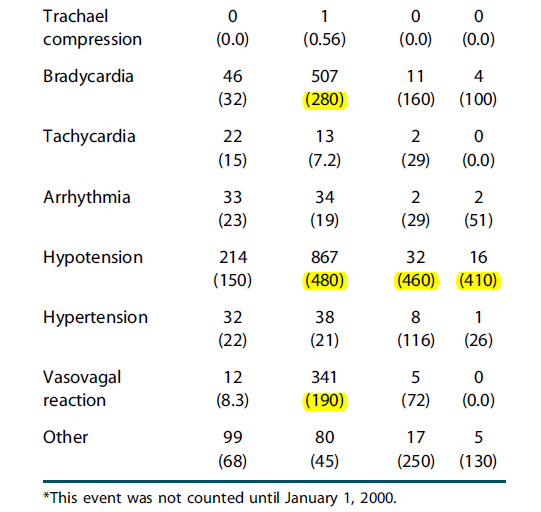 Trachael 0 1 0 0
compression (0.0) (0.56) (0.0) (0.0)
Bradycardia 46 507 11 4
(32) (280) (160) (100)
Tachycardia 22 13 2 0
(15) (7.2) (29) (0.0)
Arrhythmia 33 34 2 2
(23) (19) (29) (51)
Hypotension 214 867 32 16
(150) (480) (460) (410)
Hypertension 32 38 8 1
(22) (21) (116) (26)
Vasovagal 12 341 5 0
reaction (8.3) (190) (72) (0.0)
Other 99 80 17 5
(68) (45) (250) (130)
*This event was not counted until January 1, 2000.